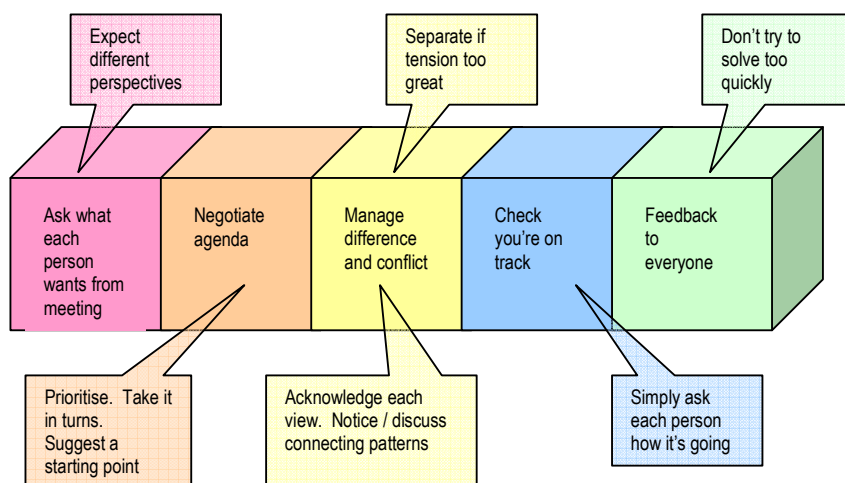 Expect
different
perspectives
Separate if
tension too
great
Don't try to
solve too
quickly
Ask what
each
person
wants from
meeting
Negotiate
agenda
Manage
difference
and conflict
Check
you're on
track
Feedback
to
everyone
Prioritise. Take it
in turns.
Suggest a
starting point
Acknowledge each
view. Notice / discuss
connecting patterns
Simply ask
each person
how it's going